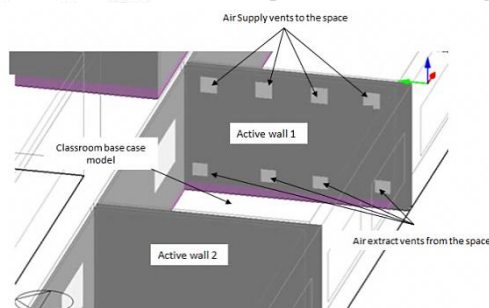 Air Supply vents to the space
Active wall 1
Classroom base case
model
Air extract vents from the space
Active wall 2